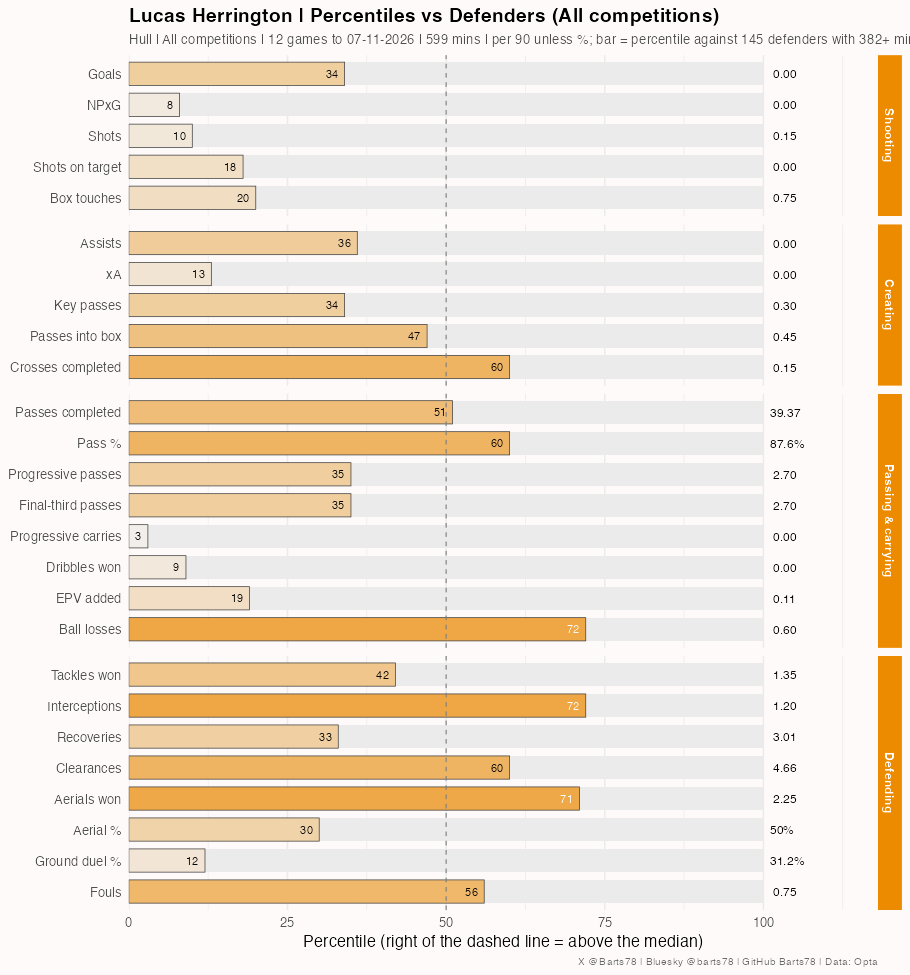 Lucas Herrington | Percentiles vs Defenders (All competitions)
Hull | All competitions | 12 games to 07-11-2026 | 599 mins | per 90 unless %; bar = percentile against 145 defenders with 382+
Goals 34 0.00
NPxG 8 0.00
Shots 10 0.15
Shots on target 18 0.00
Box touches 20 0.75
Shooting
Assists 36 0.00
xA 13 0.00
Key passes 34 0.30
Passes into box 47 0.45
Crosses completed 60 0.15
Creating
Passes completed 51 39.37
Pass % 60 87.6%
Progressive passes 35 2.70
Final-third passes 35 2.70
Progressive carries 3 0.00
Dribbles won 9 0.00
EPV added 19 0.11
Ball losses 72 0.60
Passing & carrying
Tackles won 42 1.35
Interceptions 72 1.20
Recoveries 33 3.01
Clearances 60 4.66
Aerials won 71 2.25
Aerial % 30 50%
Ground duel % 12 31.2%
Fouls 56 0.75
Defending
0 25 50 75 100
Percentile (right of the dashed line = above the median)
X @Barts78 | Bluesky @barts78 | GitHub Barts78 | Data: Opta